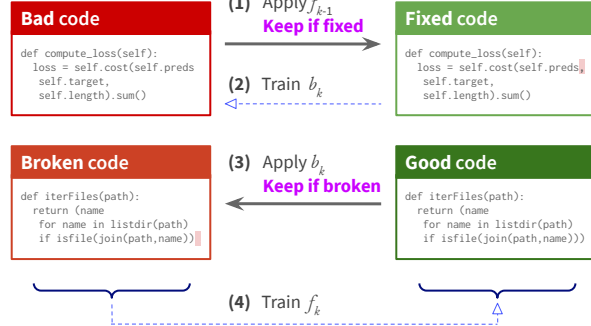 Bad code
def compute_loss(self):
loss = self.cost(self.preds
self.target,
self.length).sum()
(1) Apply f_{k-1}
Keep if fixed
(2) Train b_k
Fixed code
def compute_loss(self):
loss = self.cost(self.preds,
self.target,
self.length).sum()
Broken code
def iterFiles(path):
return (name
for name in listdir(path)
if isfile(join(path,name))
(3) Apply b_k
Keep if broken
Good code
def iterFiles(path):
return (name
for name in listdir(path)
if isfile(join(path,name)))
(4) Train f_k